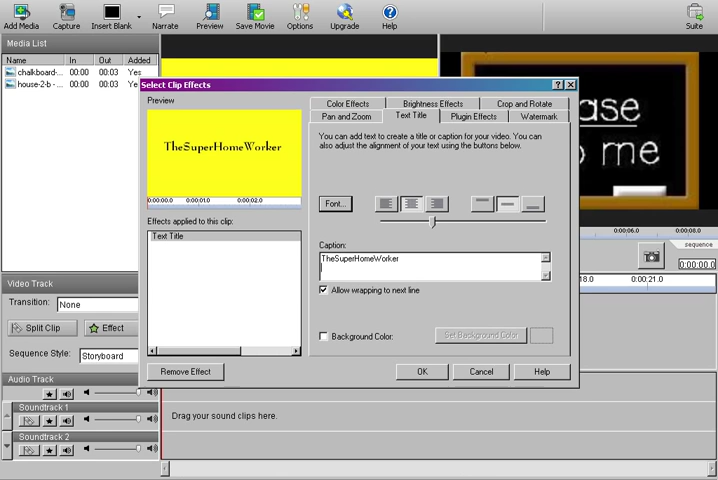 Add Media
Capture
Insert Blank
Narrate
Preview
Save Movie
Options
Upgrade
Help
Suite
Media List
Name In Out Added
chalkboard-... 00:00 00:03 Yes
house-2-b -... 00:00 00:03 Ye
Select Clip Effects
Preview
TheSuperHomeWorker
0:00:00.0 0:00:01.0 0:00:02.0
Effects applied to this clip:
Text Title
Remove Effect
Color Effects
Brightness Effects
Crop and Rotate
Pan and Zoom
Text Title
Plugin Effects
Watermark
You can add text to create a title or caption for your video. You can
also adjust the alignment of your text using the buttons below.
Font...
Caption:
TheSuperHomeWorker
Allow wrapping to next line
Background Color:
Set Background Color
OK
Cancel
Help
ase
o me
0:00:06.0 0:00:08.0
sequence
0:00:00.0
18.0 0:00:21.0
Video Track
Transition: None
Split Clip
Effect
Sequence Style: Storyboard
Audio Track
Soundtrack 1
Drag your sound clips here.
Soundtrack 2